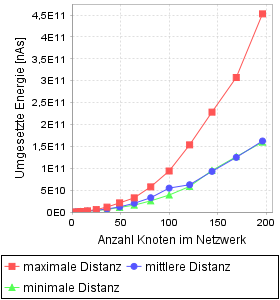 4,5E11
4E11
3,5E11
3E11
2,5E11
2E11
1,5E11
1E11
5E10
0E0
Umgesetzte Energie [nAs]
0 50 100 150 200
Anzahl Knoten im Netzwerk
maximale Distanz mittlere Distanz
minimale Distanz